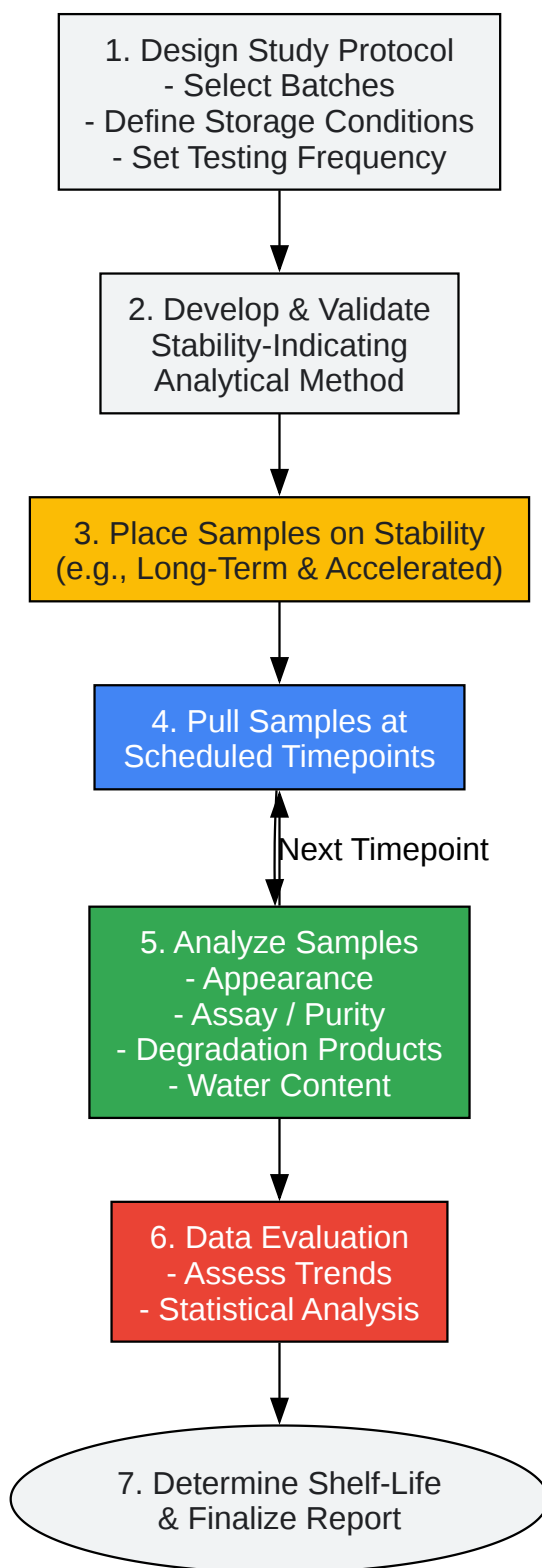 1. Design Study Protocol
- Select Batches
- Define Storage Conditions
- Set Testing Frequency
2. Develop & Validate
Stability-Indicating
Analytical Method
3. Place Samples on Stability
(e.g., Long-Term & Accelerated)
4. Pull Samples at
Scheduled Timepoints
Next Timepoint
5. Analyze Samples
- Appearance
- Assay / Purity
- Degradation Products
- Water Content
6. Data Evaluation
- Assess Trends
- Statistical Analysis
7. Determine Shelf-Life
& Finalize Report